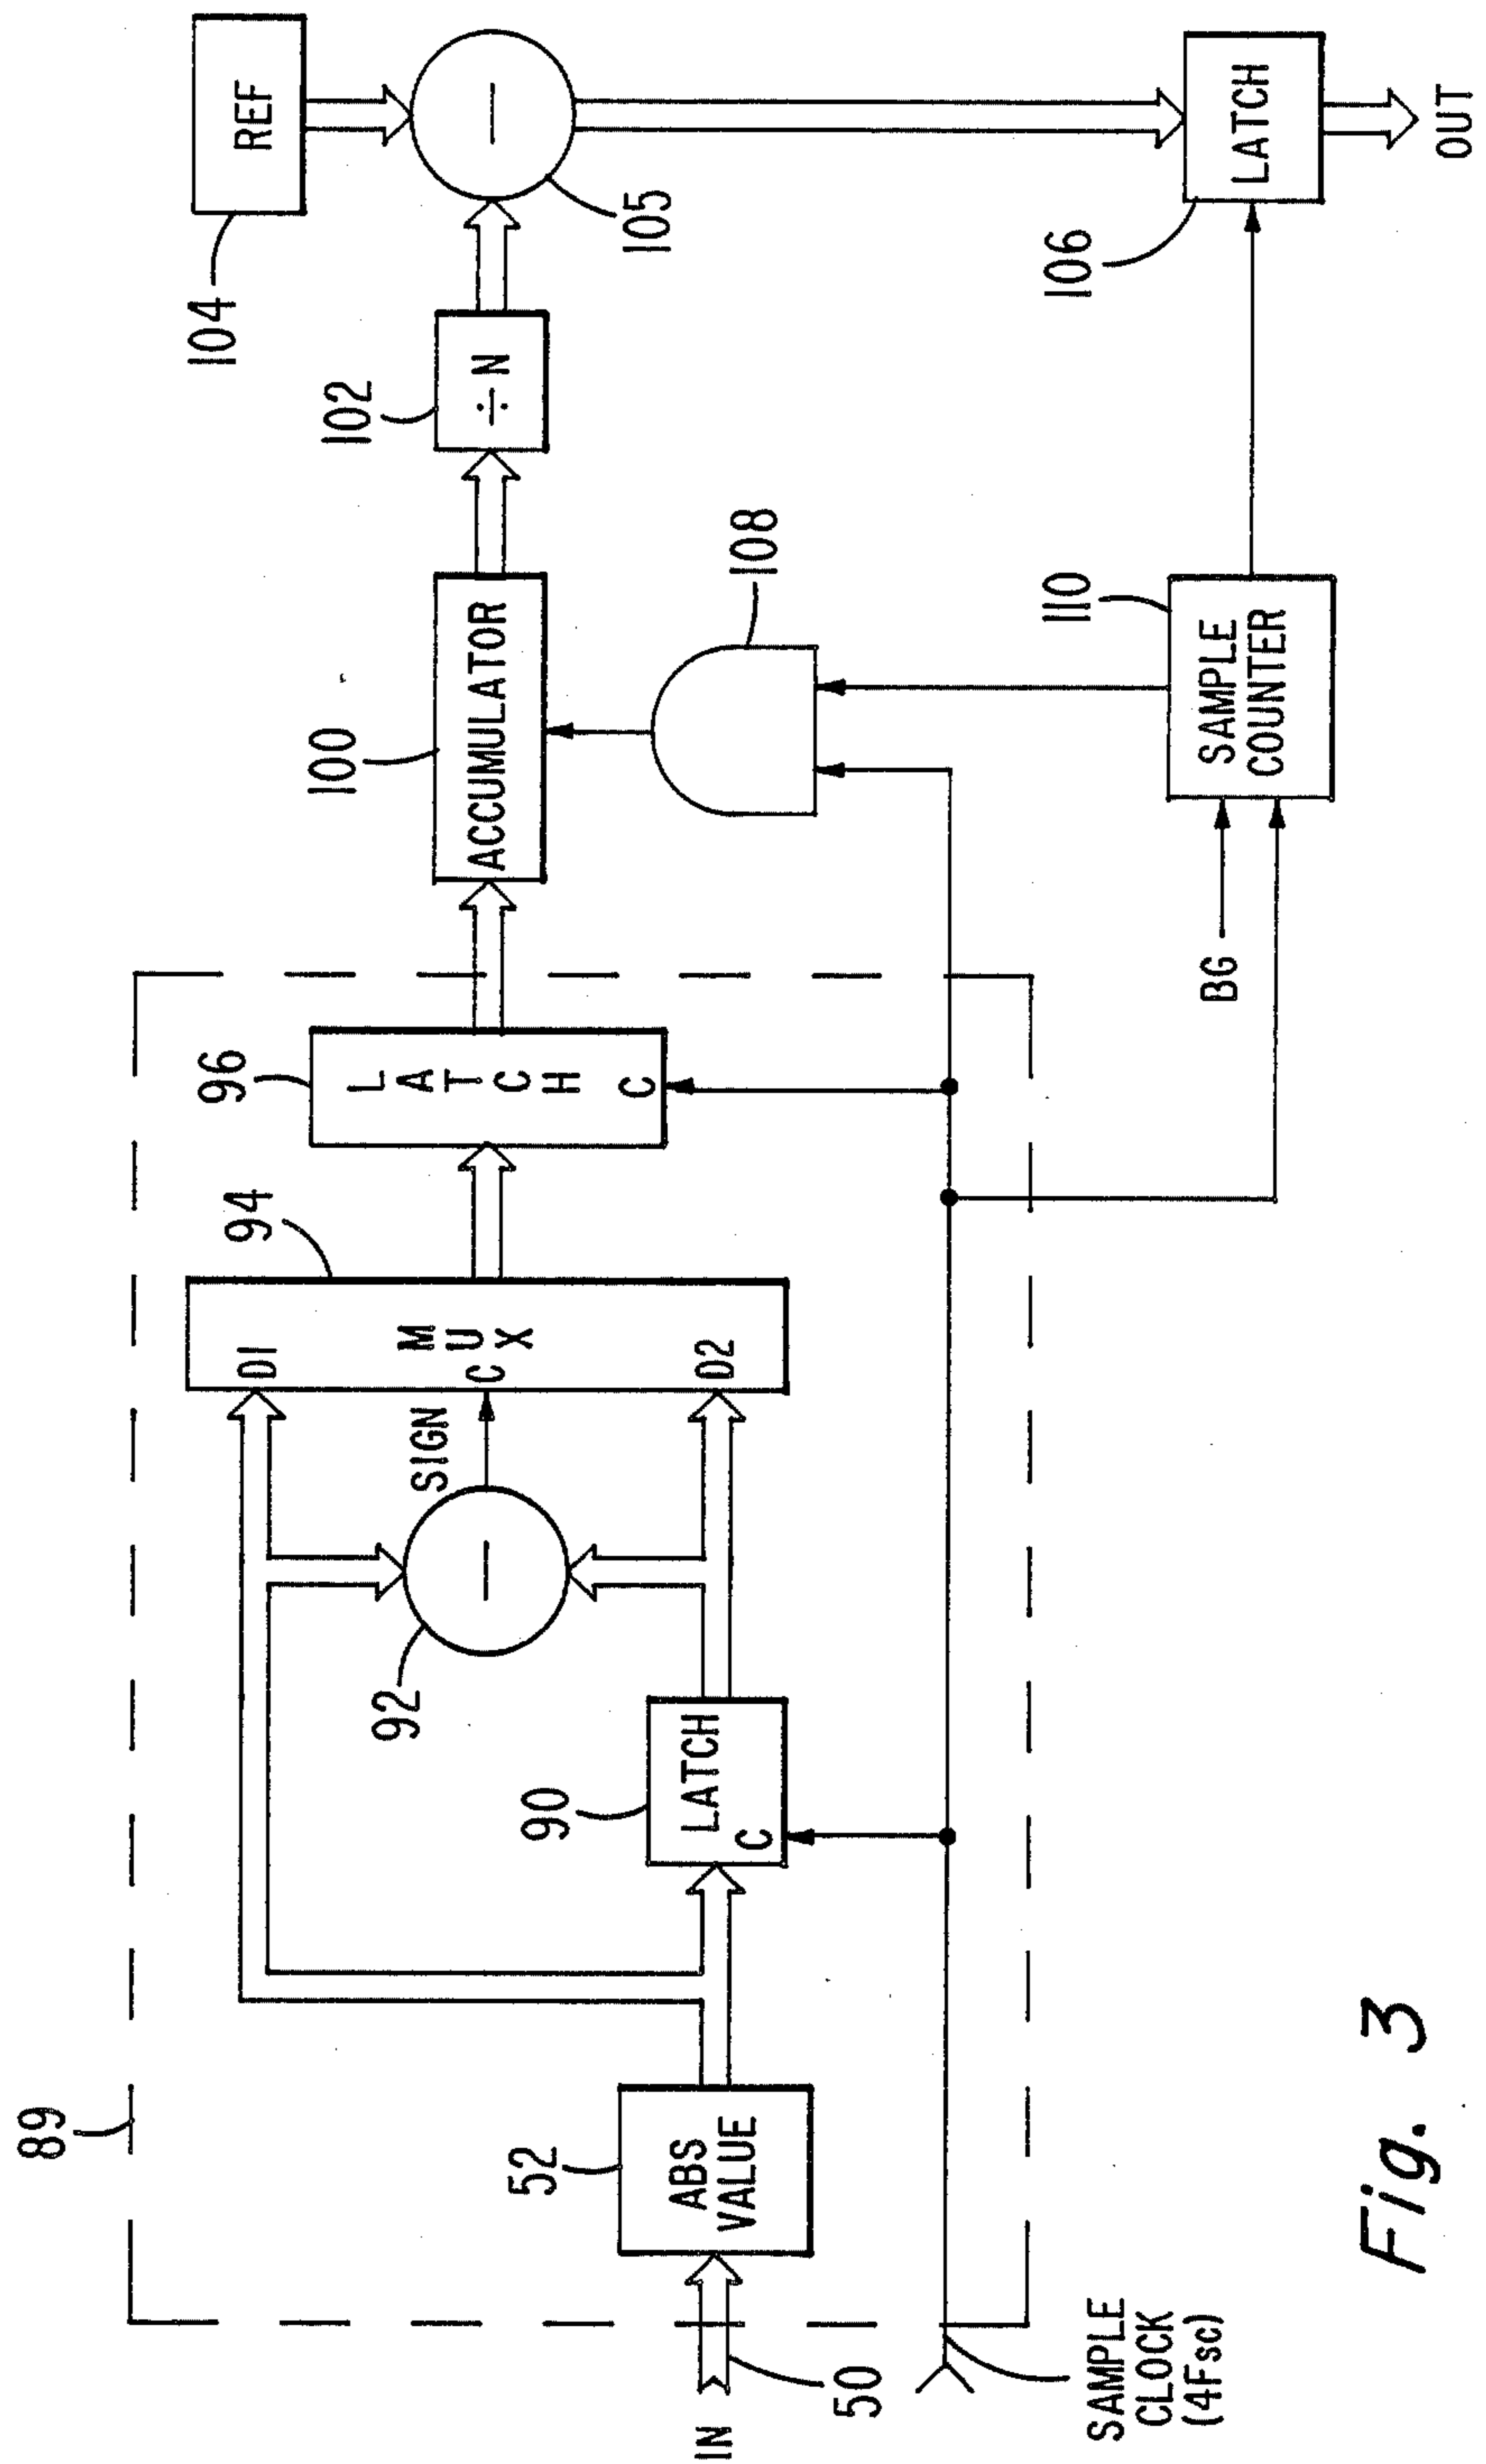 89
IN
50
52
ABS
VALUE
90
LATCH
C
92
SIGN
94
D1
MUX
C
D2
96
LATCH
C
100
ACCUMULATOR
102
÷N
104
REF
105
108
SAMPLE
CLOCK
(4Fsc)
BG
110
SAMPLE
COUNTER
106
LATCH
OUT
Fig. 3